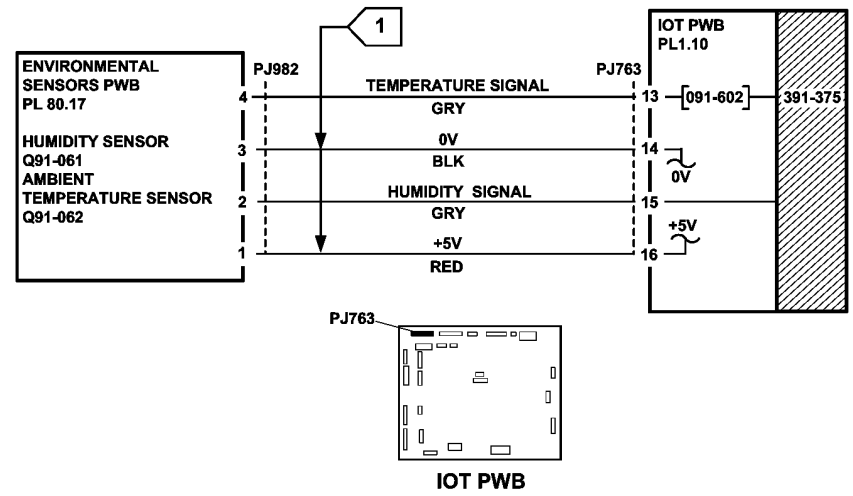 1
IOT PWB
PL1.10
ENVIRONMENTAL
SENSORS PWB
PL 80.17
HUMIDITY SENSOR
Q91-061
AMBIENT
TEMPERATURE SENSOR
Q91-062
PJ982
PJ763
4
TEMPERATURE SIGNAL
GRY
13
[091-602]
391-375
3
0V
BLK
14
0V
2
HUMIDITY SIGNAL
GRY
15
1
+5V
RED
16
+5V
PJ763
IOT PWB